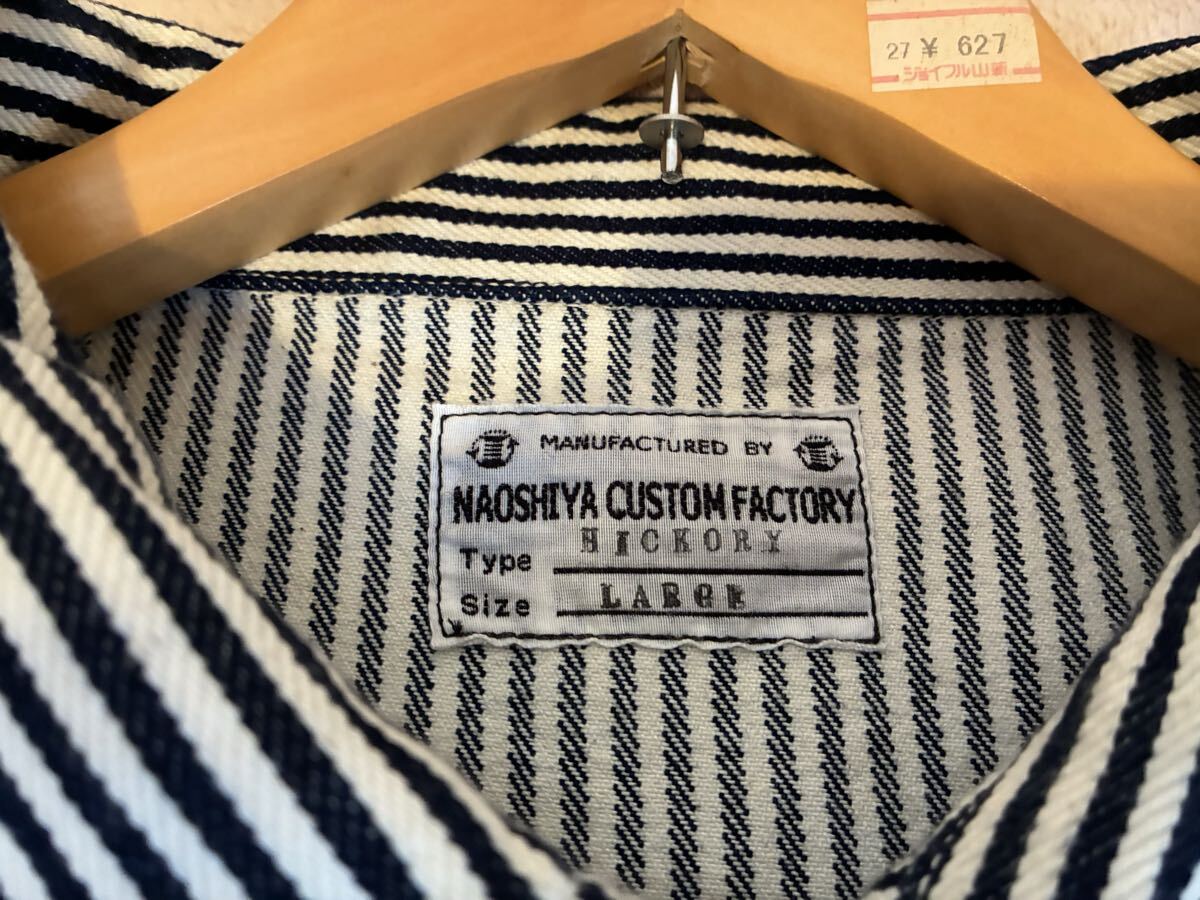 27 ¥ 627
ジョイフル山新
MANUFACTURED BY
NAOSHIYA CUSTOM FACTORY
Type HICKORY
Size LARGE